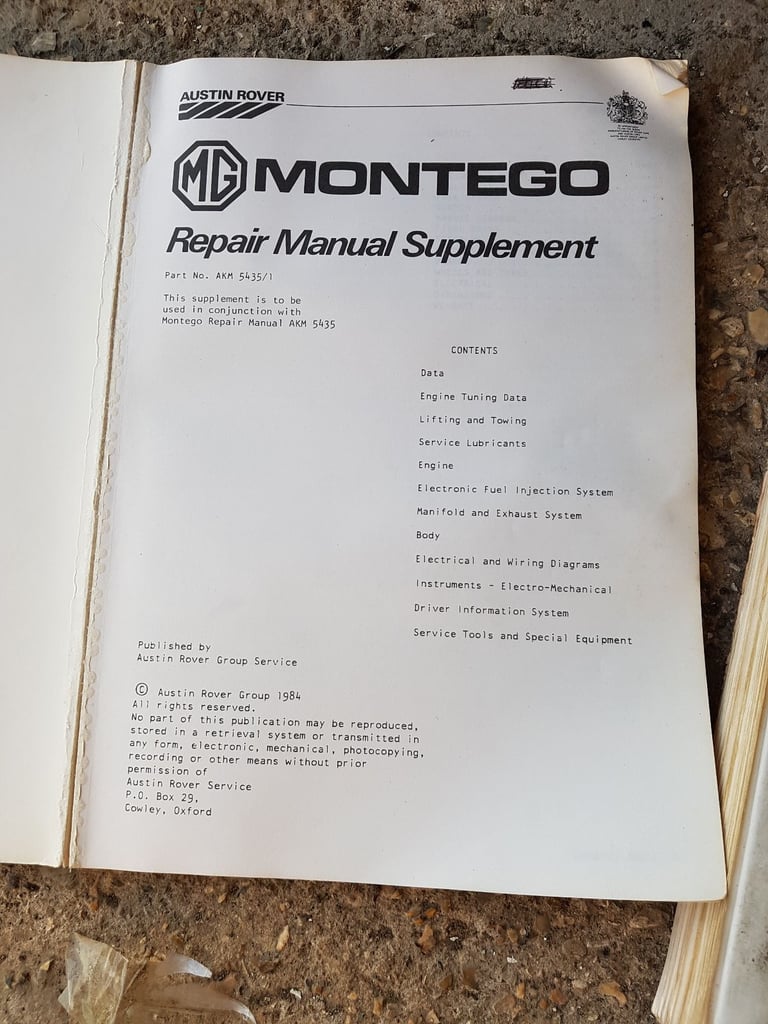 AUSTIN ROVER
MG MONTEGO
Repair Manual Supplement
Part No. AKM 5435/1
This supplement is to be
used in conjunction with
Montego Repair Manual AKM 5435
CONTENTS
Data
Engine Tuning Data
Lifting and Towing
Service Lubricants
Engine
Electronic Fuel Injection System
Manifold and Exhaust System
Body
Electrical and Wiring Diagrams
Instruments - Electro-Mechanical
Driver Information System
Service Tools and Special Equipment
Published by
Austin Rover Group Service
© Austin Rover Group 1984
All rights reserved.
No part of this publication may be reproduced,
stored in a retrieval system or transmitted in
any form, electronic, mechanical, photocopying,
recording or other means without prior
permission of
Austin Rover Service
P.O. Box 29,
Cowley, Oxford